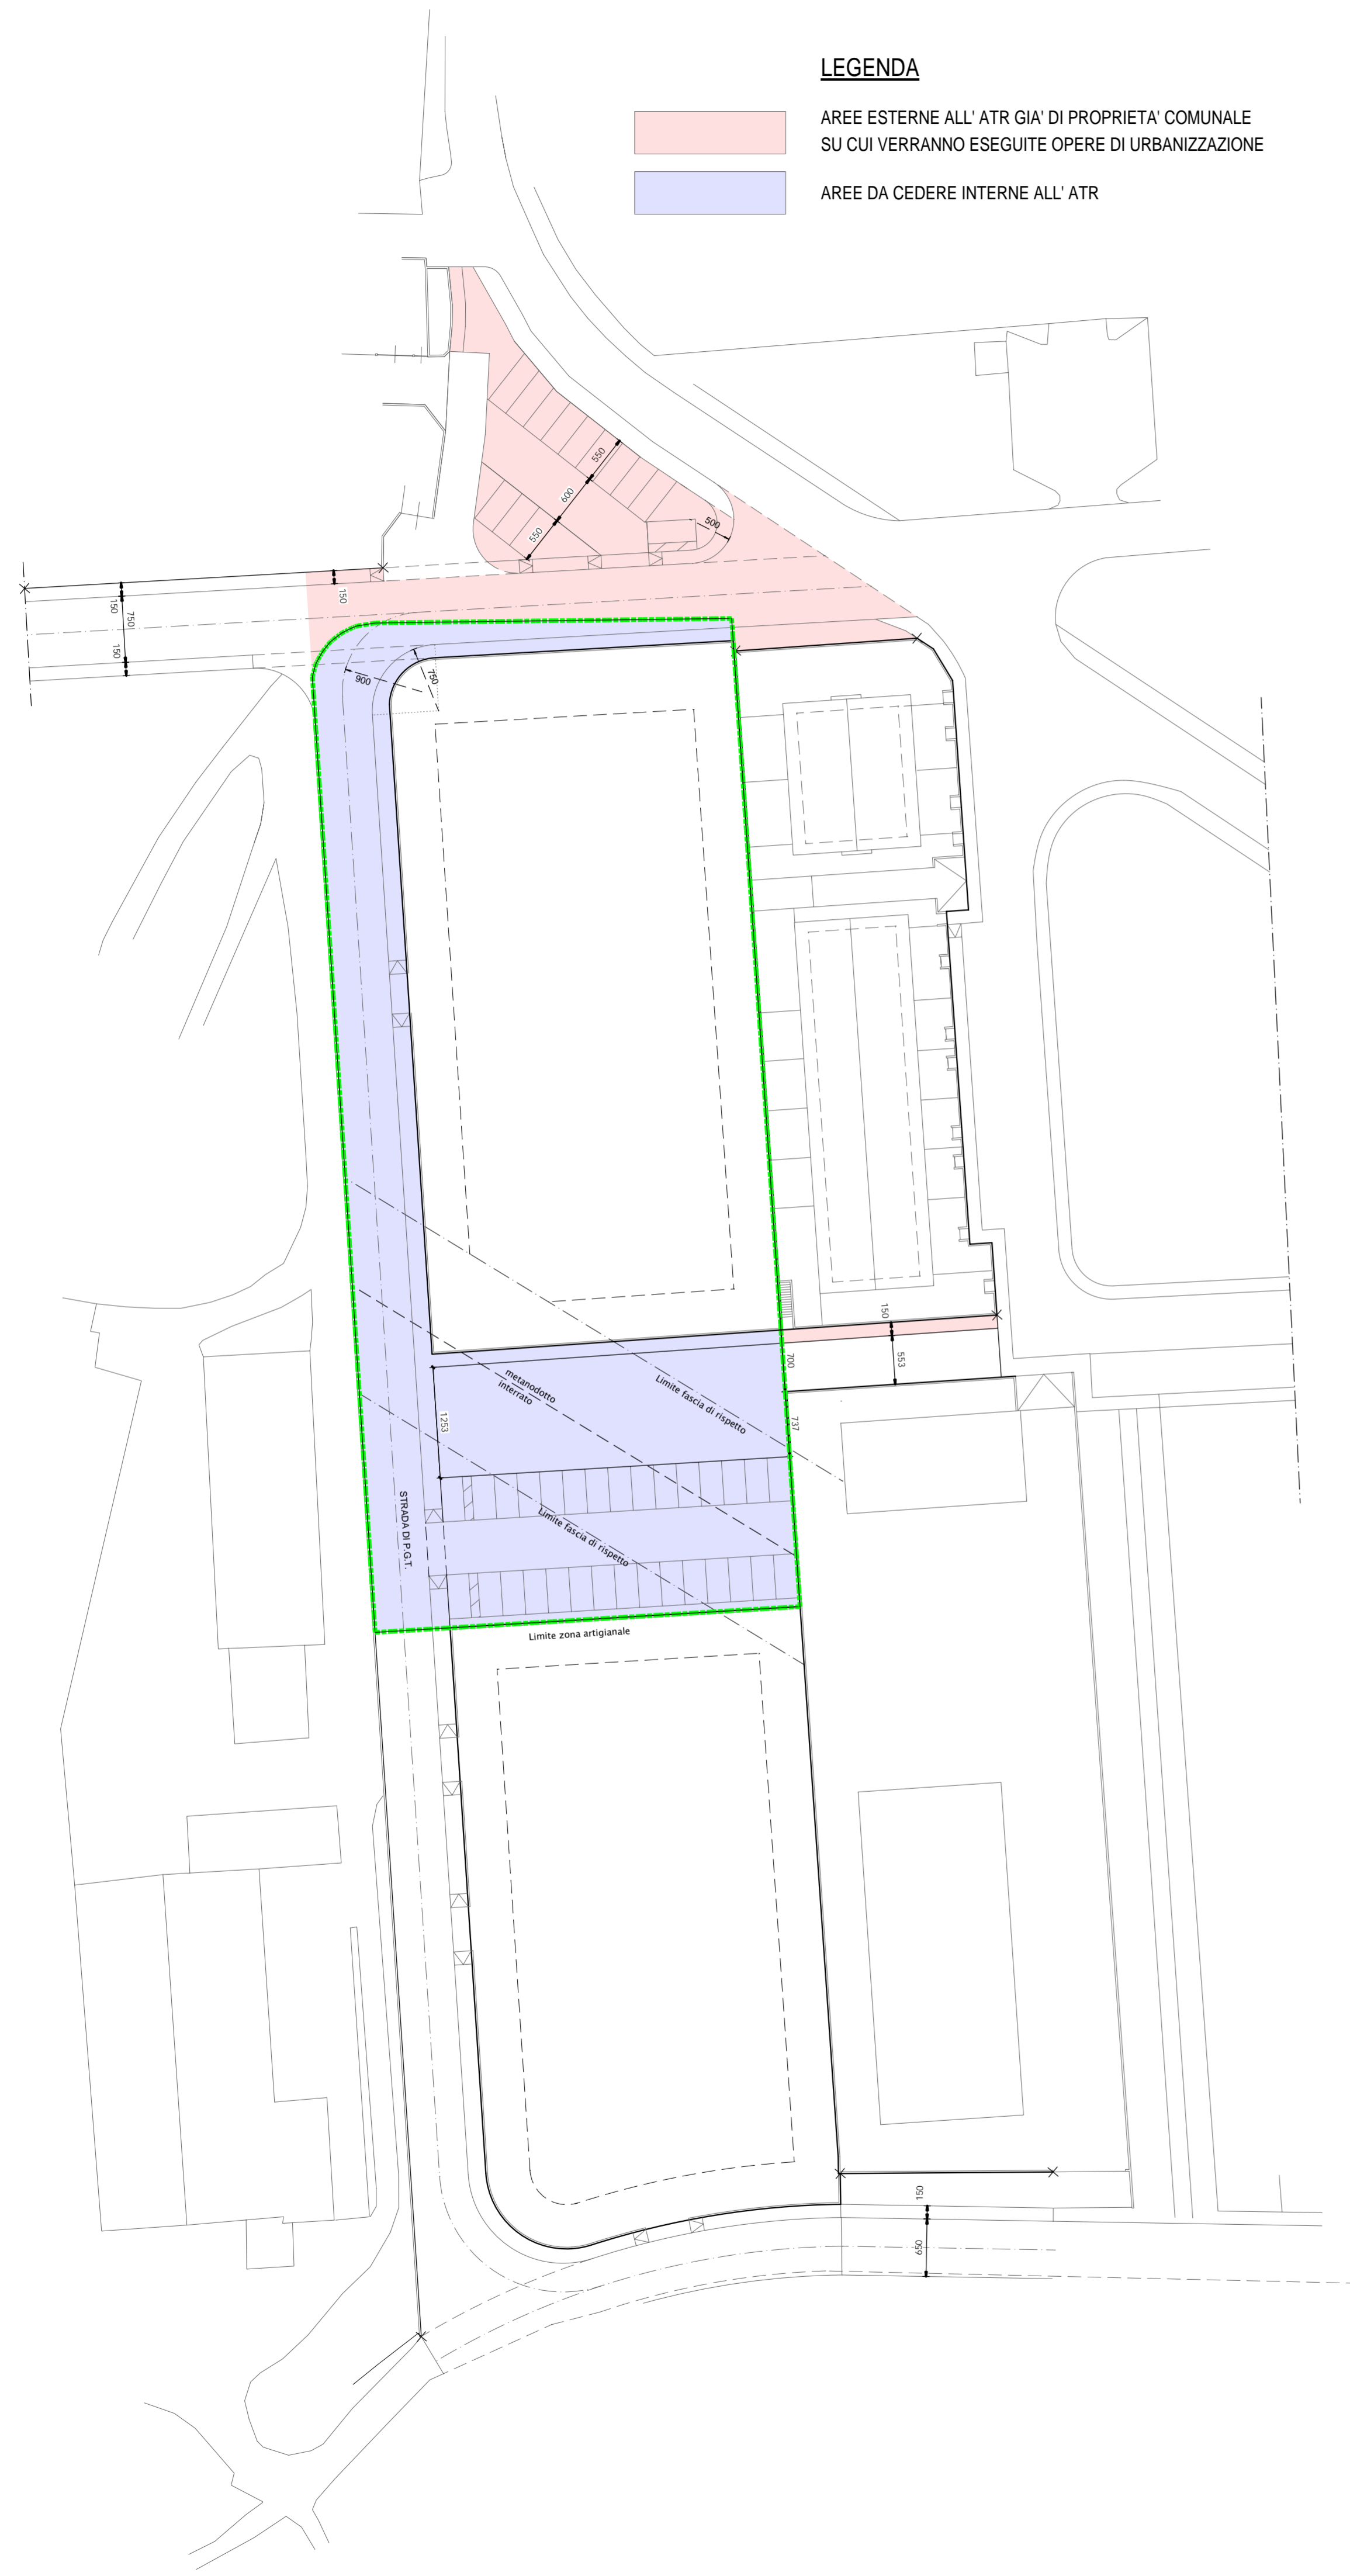 LEGENDA
AREE ESTERNE ALL' ATR GIA' DI PROPRIETA' COMUNALE
SU CUI VERRANNO ESEGUITE OPERE DI URBANIZZAZIONE
AREE DA CEDERE INTERNE ALL' ATR
550
600
550
500
150
150
750
150
900
750
150
553
700
737
1253
metanodotto
interrato
Limite fascia di rispetto
Limite fascia di rispetto
STRADA DI P.G.T.
Limite zona artigianale
150
650